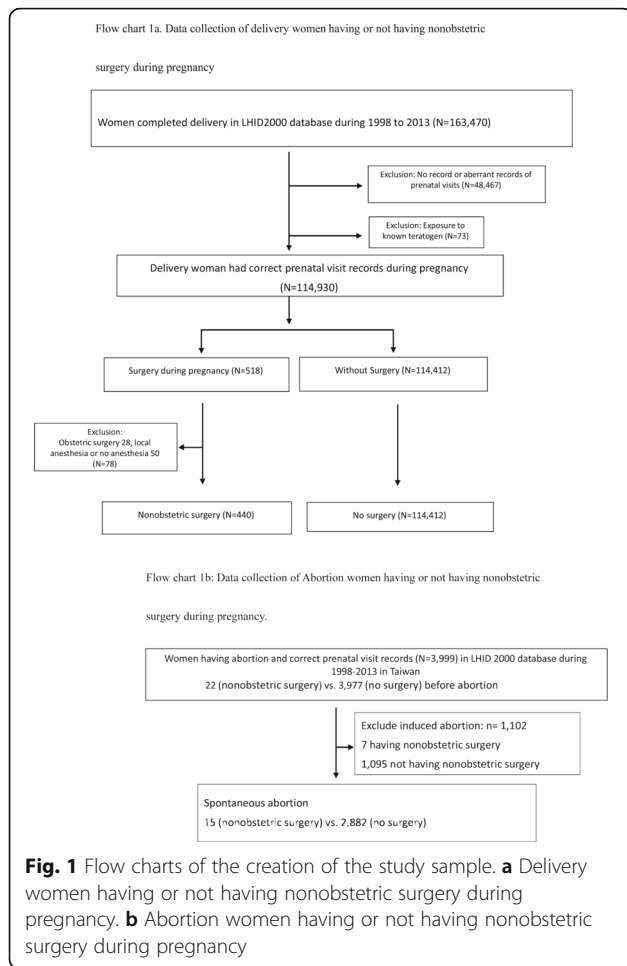 Flow chart 1a. Data collection of delivery women having or not having nonobstetric
surgery during pregnancy
Women completed delivery in LHID2000 database during 1998 to 2013 (N=163,470)
Exclusion: No record or aberrant records of
prenatal visits (N=48,467)
Exclusion: Exposure to
known teratogen (N=73)
Delivery woman had correct prenatal visit records during pregnancy
(N=114,930)
Surgery during pregnancy (N=518)
Without Surgery (N=114,412)
Exclusion:
Obstetric surgery 28, local
anesthesia or no anesthesia 50
(N=78)
Nonobstetric surgery (N=440)
No surgery (N=114,412)
Flow chart 1b: Data collection of Abortion women having or not having nonobstetric
surgery during pregnancy.
Women having abortion and correct prenatal visit records (N=3,999) in LHID 2000 database during
1998-2013 in Taiwan
22 (nonobstetric surgery) vs. 3,977 (no surgery) before abortion
Exclude induced abortion: n= 1,102
7 having nonobstetric surgery
1,095 not having nonobstetric surgery
Spontaneous abortion
15 (nonobstetric surgery) vs. 2,882 (no surgery)
Fig. 1 Flow charts of the creation of the study sample. a Delivery
women having or not having nonobstetric surgery during
pregnancy. b Abortion women having or not having nonobstetric
surgery during pregnancy